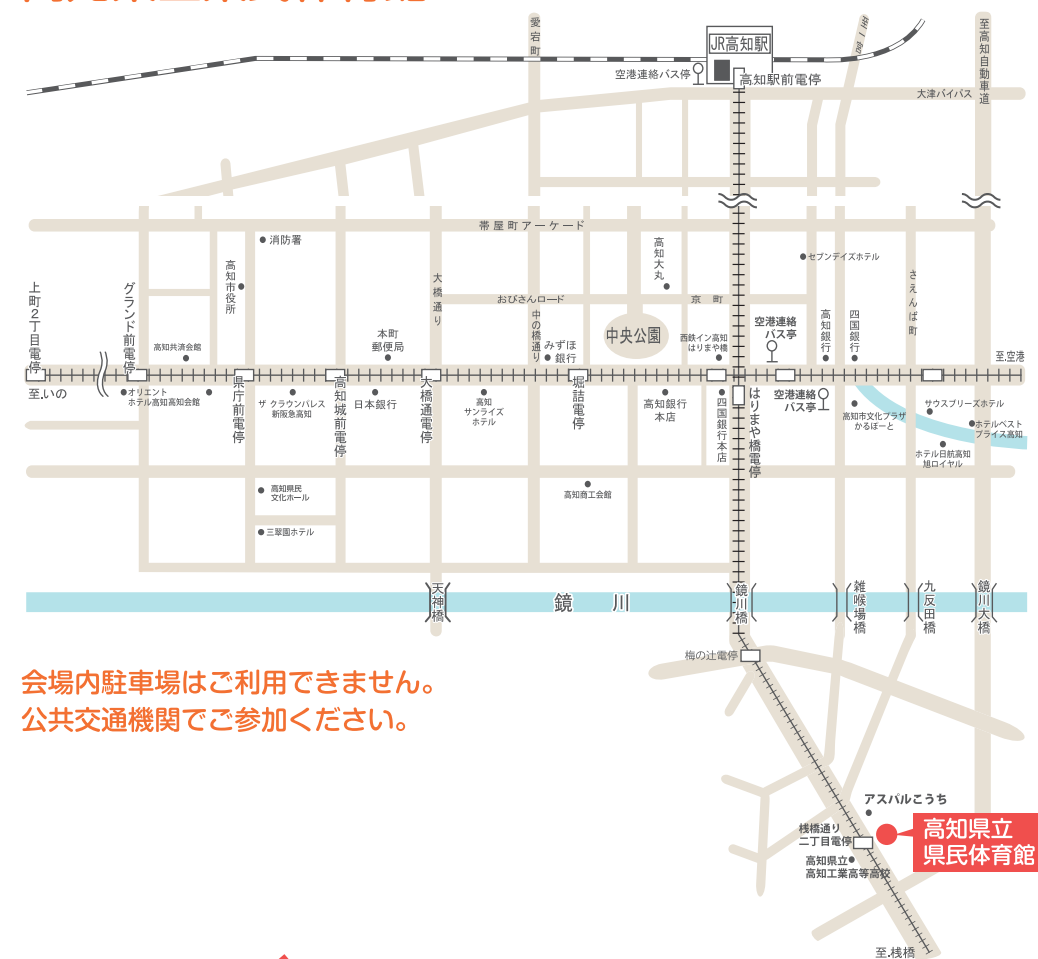 愛宕町
JR高知駅
空港連絡バス停
高知駅前電停
至高知自動車道
大津バイパス
帯屋町アーケード
消防署
高知市役所
大橋通り
高知大丸
セブンデイズホテル
さえんば町
上町2丁目電停
グランド前電停
おびさんロード
京町
中の橋通り
中央公園
空港連絡
バス亭
高知銀行
四国銀行
高知共済会館
本町
郵便局
みずほ
銀行
西鉄イン高知
はりまや橋
至.空港
至.いの
オリエント
ホテル高知
高知会館
県庁前電停
ザ クラウンパレス
新阪急高知
高知城前電停
日本銀行
大橋通電停
高知
サンライズ
ホテル
堀詰電停
高知銀行
本店
四国銀行本店
はりまや橋電停
空港連絡
バス亭
高知市文化プラザ
かるぽーと
サウスブリーズホテル
ホテルベスト
プライス高知
ホテル日航高知
旭ロイヤル
高知県民
文化ホール
高知商工会館
三翠園ホテル
天神橋
鏡川
鏡川橋
雑喉場橋
九反田橋
鏡川大橋
梅の辻電停
会場内駐車場はご利用できません。
公共交通機関でご参加ください。
アスパルこうち
桟橋通り
二丁目電停
高知県立
県民体育館
高知県立
高知工業高等高校
至.桟橋